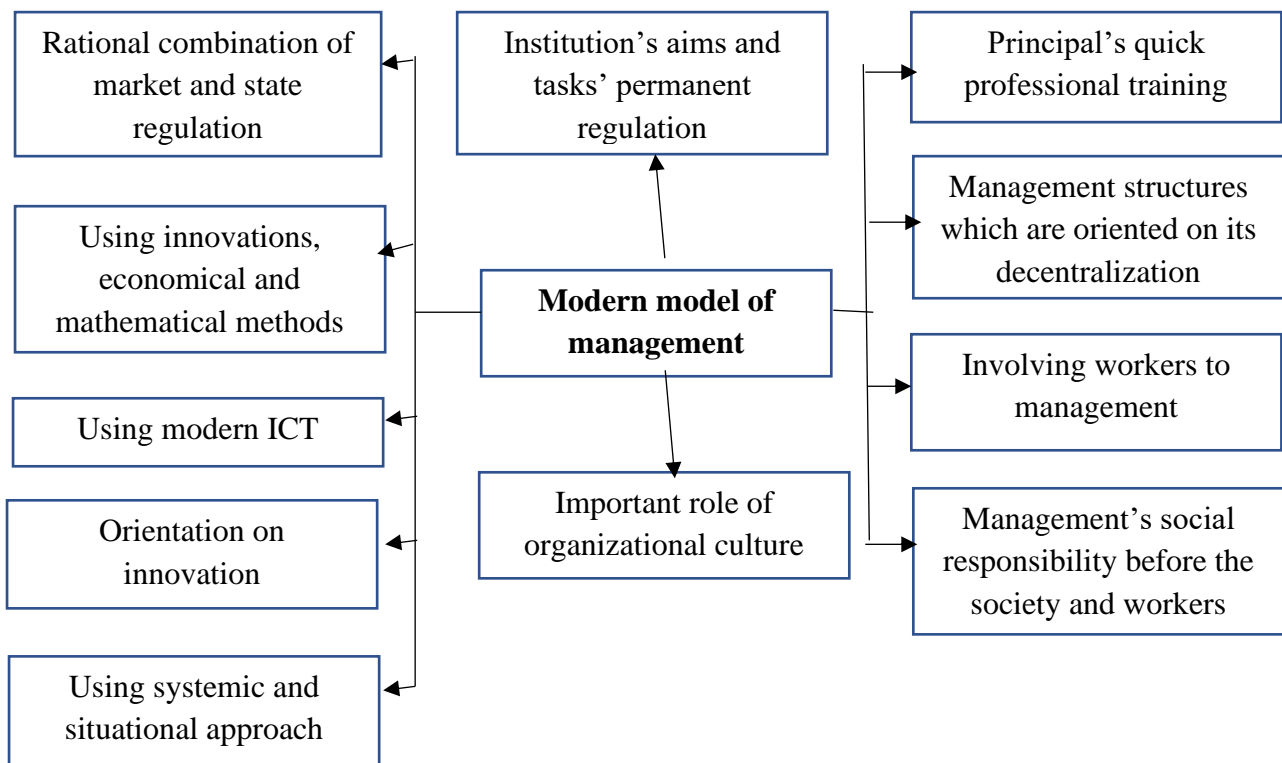 Rational combination of
market and state
regulation
Using innovations,
economical and
mathematical methods
Using modern ICT
Orientation on
innovation
Using systemic and
situational approach
Institution’s aims and
tasks’ permanent
regulation
Modern model of
management
Important role of
organizational culture
Principal’s quick
professional training
Management structures
which are oriented on its
decentralization
Involving workers to
management
Management’s social
responsibility before the
society and workers